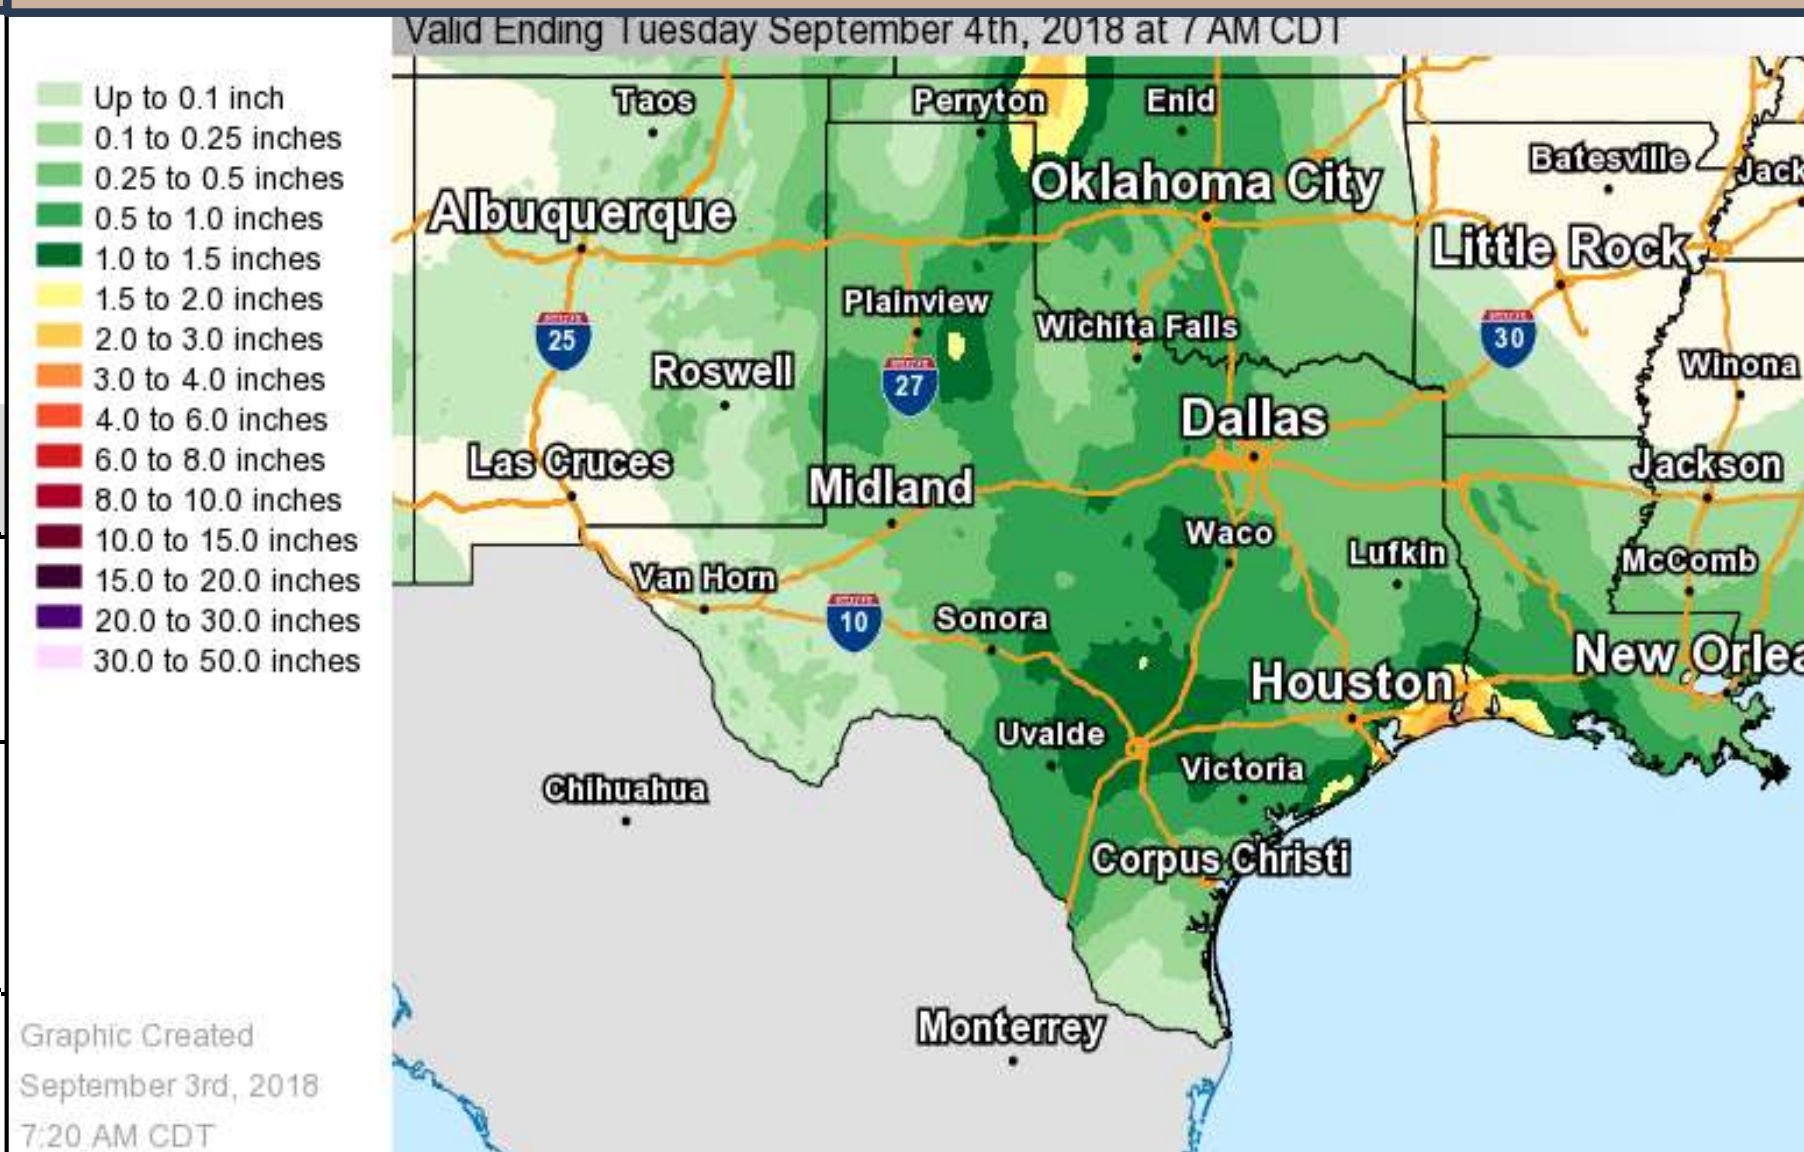 Valid Ending Tuesday September 4th, 2018 at 7 AM CDT
Up to 0.1 inch
0.1 to 0.25 inches
0.25 to 0.5 inches
0.5 to 1.0 inches
1.0 to 1.5 inches
1.5 to 2.0 inches
2.0 to 3.0 inches
3.0 to 4.0 inches
4.0 to 6.0 inches
6.0 to 8.0 inches
8.0 to 10.0 inches
10.0 to 15.0 inches
15.0 to 20.0 inches
20.0 to 30.0 inches
30.0 to 50.0 inches
Graphic Created
September 3rd, 2018
7:20 AM CDT
Taos
Perryton
Enid
Batesville
Jack
Oklahoma City
Albuquerque
Little Rock
Plainview
Wichita Falls
25
30
Roswell
27
Winona
Dallas
Las Cruces
Midland
Jackson
Waco
Lufkin
McComb
Van Horn
10
Sonora
New Orlea
Houston
Uvalde
Victoria
Chihuahua
Corpus Christi
Monterrey